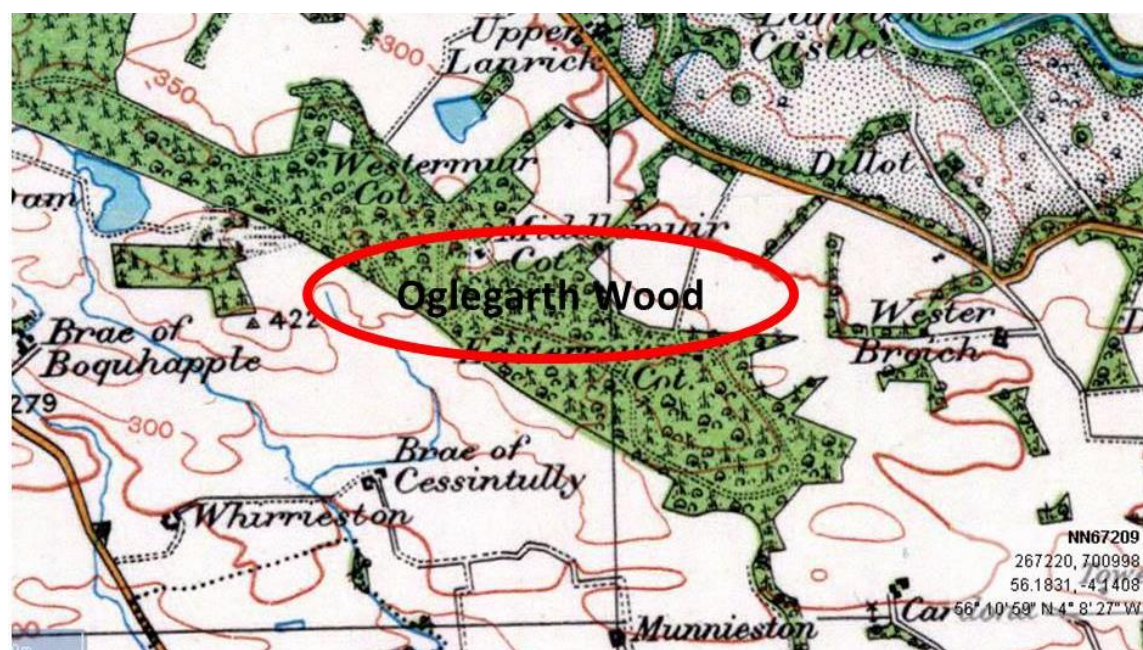 300
Upper
Lanrick
Castle
350
Westermuir
Cot.
Dillot
Middlemuir
Cot.
Oglegarth Wood
422
Brae of
Boquhapple
Wester
Broich
Cot.
279
300
Brae of
Cessintully
Whirrieston
NN67209
267220, 700998
56.1831, -4.1408
56° 10' 59" N 4° 8' 27" W
Munnieston